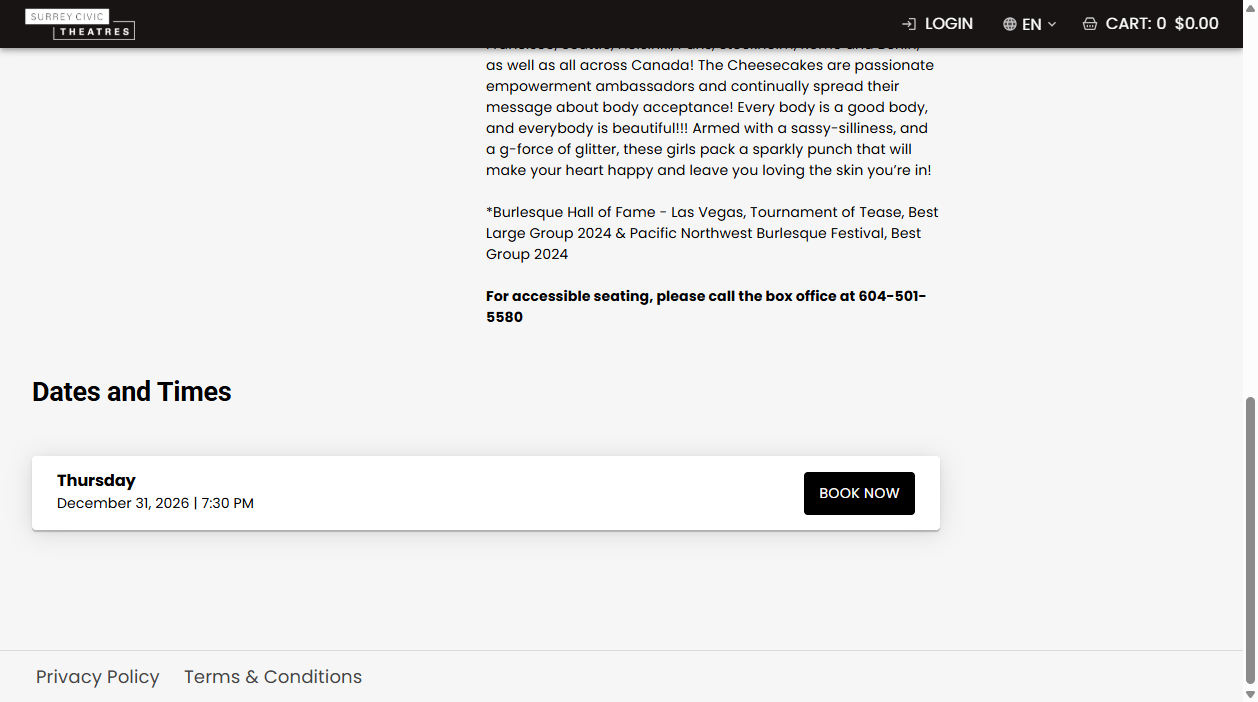 SURREY CIVIC
THEATRES
LOGIN
EN
CART: 0 $0.00
as well as all across Canada! The Cheesecakes are passionate
empowerment ambassadors and continually spread their
message about body acceptance! Every body is a good body,
and everybody is beautiful!!! Armed with a sassy-silliness, and
a g-force of glitter, these girls pack a sparkly punch that will
make your heart happy and leave you loving the skin you’re in!
*Burlesque Hall of Fame - Las Vegas, Tournament of Tease, Best
Large Group 2024 & Pacific Northwest Burlesque Festival, Best
Group 2024
For accessible seating, please call the box office at 604-501-
5580
Dates and Times
Thursday
December 31, 2026 | 7:30 PM
BOOK NOW
Privacy Policy
Terms & Conditions